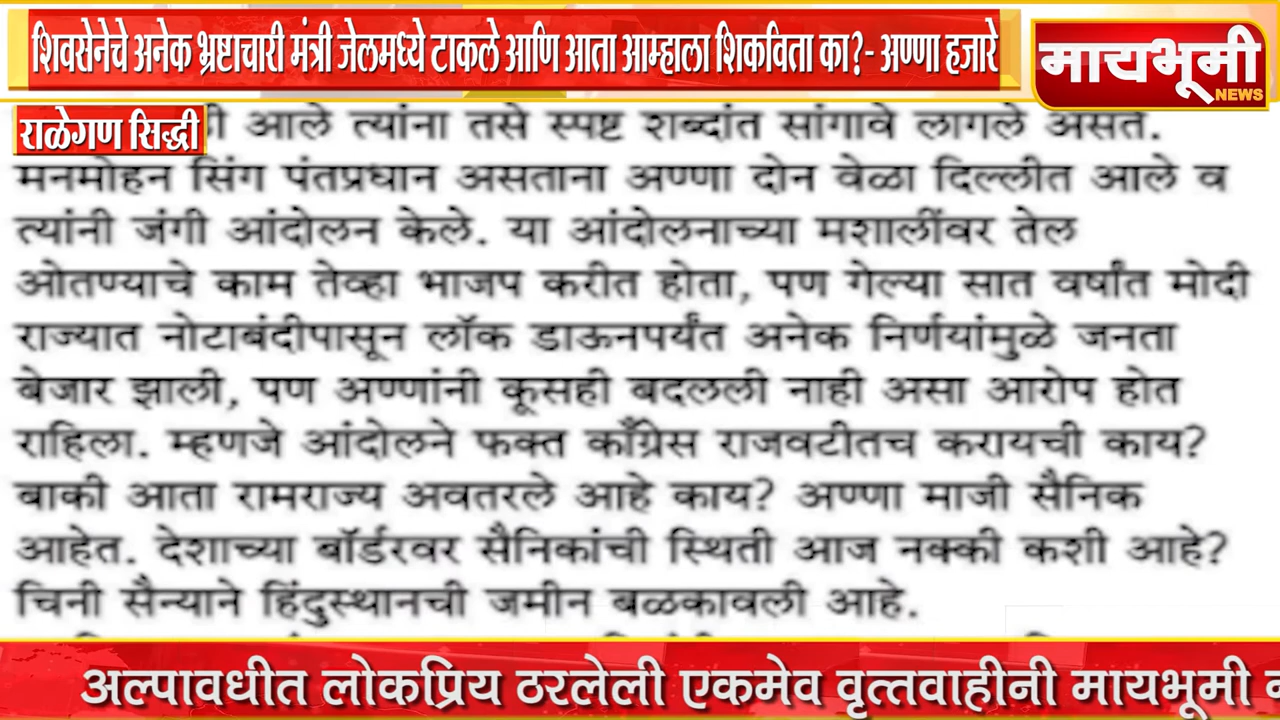 शिवसेनेचे अनेक भ्रष्टाचारी मंत्री जेलमध्ये टाकले आणि आता आम्हाला शिकविता का?- अण्णा हजारे
मायभूमी
NEWS
राळेगण सिद्धी
आले त्यांना तसे स्पष्ट शब्दांत सांगावे लागले असते.
मनमोहन सिंग पंतप्रधान असताना अण्णा दोन वेळा दिल्लीत आले व
त्यांनी जंगी आंदोलन केले. या आंदोलनाच्या मशालींवर तेल
ओतण्याचे काम तेव्हा भाजप करीत होता, पण गेल्या सात वर्षांत मोदी
राज्यात नोटाबंदीपासून लॉक डाऊनपर्यंत अनेक निर्णयांमुळे जनता
बेजार झाली, पण अण्णांनी कूसही बदलली नाही असा आरोप होत
राहिला. म्हणजे आंदोलने फक्त काँग्रेस राजवटीतच करायची काय?
बाकी आता रामराज्य अवतरले आहे काय? अण्णा माजी सैनिक
आहेत. देशाच्या बॉर्डरवर सैनिकांची स्थिती आज नक्की कशी आहे?
चिनी सैन्याने हिंदुस्थानची जमीन बळकावली आहे.
अल्पावधीत लोकप्रिय ठरलेली एकमेव वृत्तवाहीनी मायभूमी